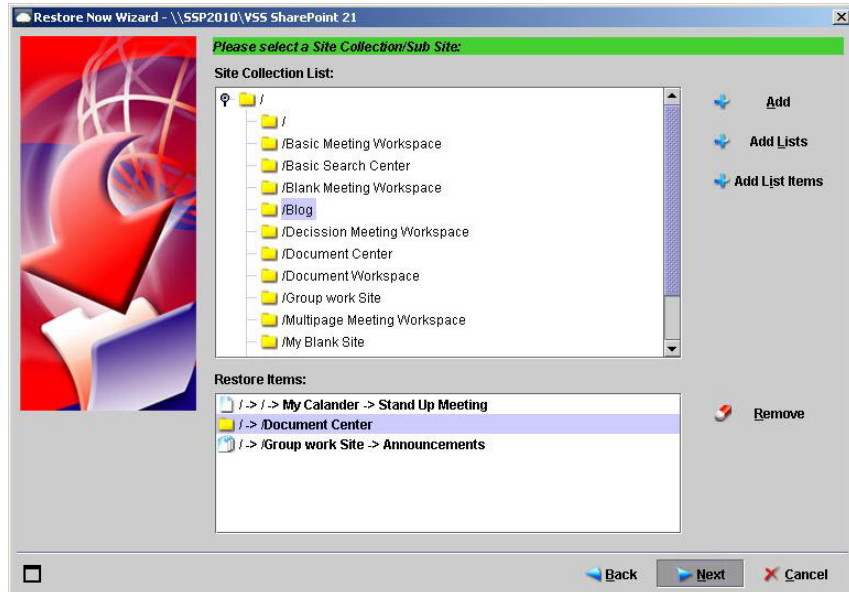 Restore Now Wizard - \\SSP2010\VSS SharePoint 21
Please select a Site Collection/Sub Site:
Site Collection List:
/
/
/Basic Meeting Workspace
/Basic Search Center
/Blank Meeting Workspace
/Blog
/Decission Meeting Workspace
/Document Center
/Document Workspace
/Group work Site
/Multipage Meeting Workspace
/My Blank Site
Add
Add Lists
Add List Items
Restore Items:
/ -> / -> My Calander -> Stand Up Meeting
/ -> /Document Center
/ -> /Group work Site -> Announcements
Remove
Back Next Cancel